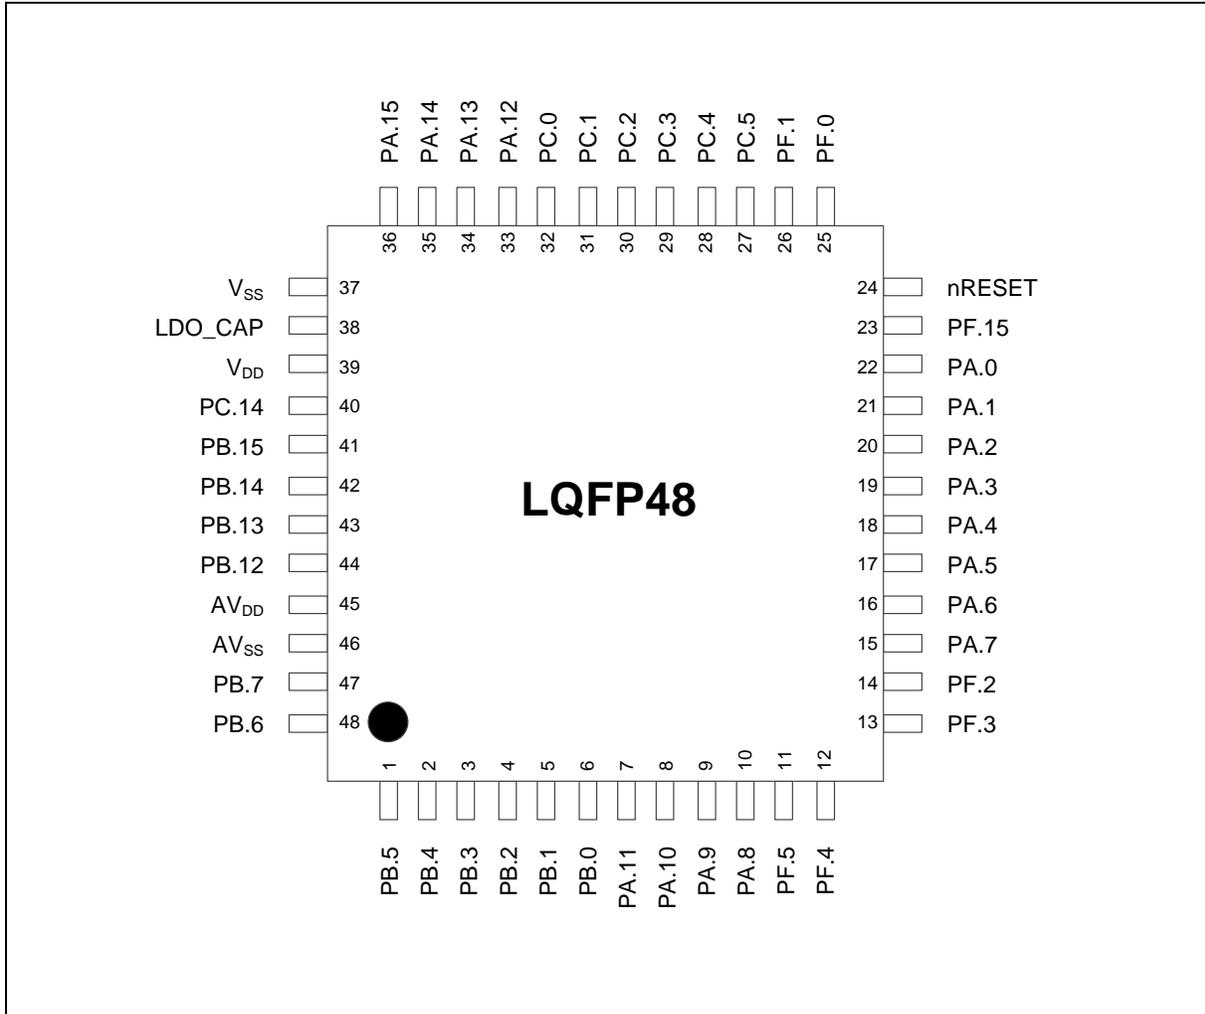 PA.15
PA.14
PA.13
PA.12
PC.0
PC.1
PC.2
PC.3
PC.4
PC.5
PF.1
PF.0
36
35
34
33
32
31
30
29
28
27
26
25
VSS 37
LDO_CAP 38
VDD 39
PC.14 40
PB.15 41
PB.14 42
PB.13 43
PB.12 44
AVDD 45
AVSS 46
PB.7 47
PB.6 48
LQFP48
24 nRESET
23 PF.15
22 PA.0
21 PA.1
20 PA.2
19 PA.3
18 PA.4
17 PA.5
16 PA.6
15 PA.7
14 PF.2
13 PF.3
1
2
3
4
5
6
7
8
9
10
11
12
PB.5
PB.4
PB.3
PB.2
PB.1
PB.0
PA.11
PA.10
PA.9
PA.8
PF.5
PF.4